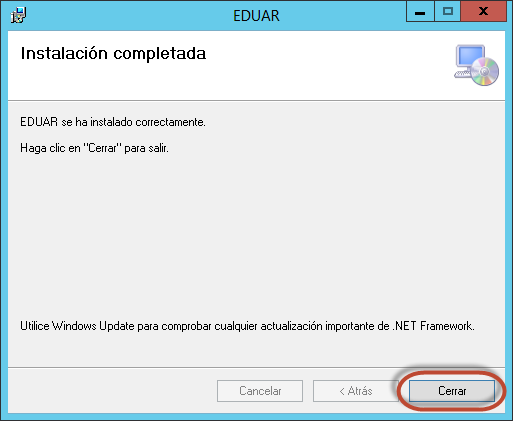 EDUAR
Instalación completada
EDUAR se ha instalado correctamente.
Haga clic en "Cerrar" para salir.
Utilice Windows Update para comprobar cualquier actualización importante de .NET Framework.
Cancelar
< Atrás
Cerrar